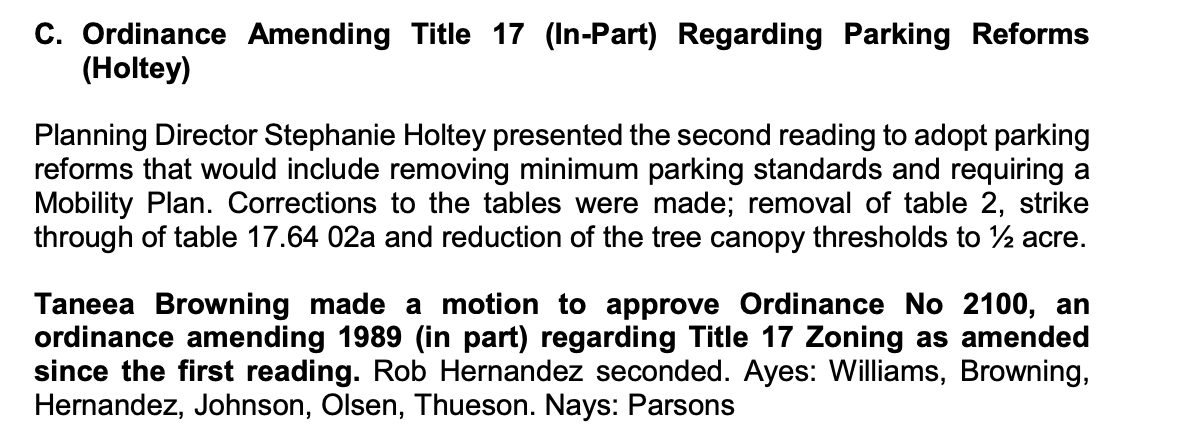 C. Ordinance Amending Title 17 (In-Part) Regarding Parking Reforms
(Holtey)
Planning Director Stephanie Holtey presented the second reading to adopt parking
reforms that would include removing minimum parking standards and requiring a
Mobility Plan. Corrections to the tables were made; removal of table 2, strike
through of table 17.64 02a and reduction of the tree canopy thresholds to ½ acre.
Taneea Browning made a motion to approve Ordinance No 2100, an
ordinance amending 1989 (in part) regarding Title 17 Zoning as amended
since the first reading. Rob Hernandez seconded. Ayes: Williams, Browning,
Hernandez, Johnson, Olsen, Thueson. Nays: Parsons